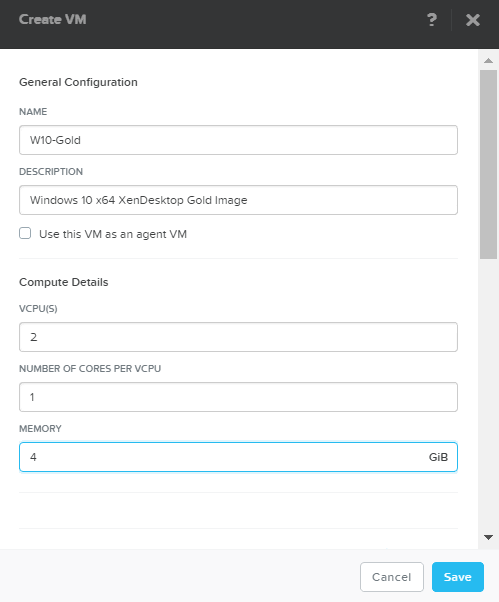 Create VM
?
General Configuration
NAME
W10-Gold
DESCRIPTION
Windows 10 x64 XenDesktop Gold Image
Use this VM as an agent VM
Compute Details
VCPU(S)
2
NUMBER OF CORES PER VCPU
1
MEMORY
4 GiB
Cancel Save